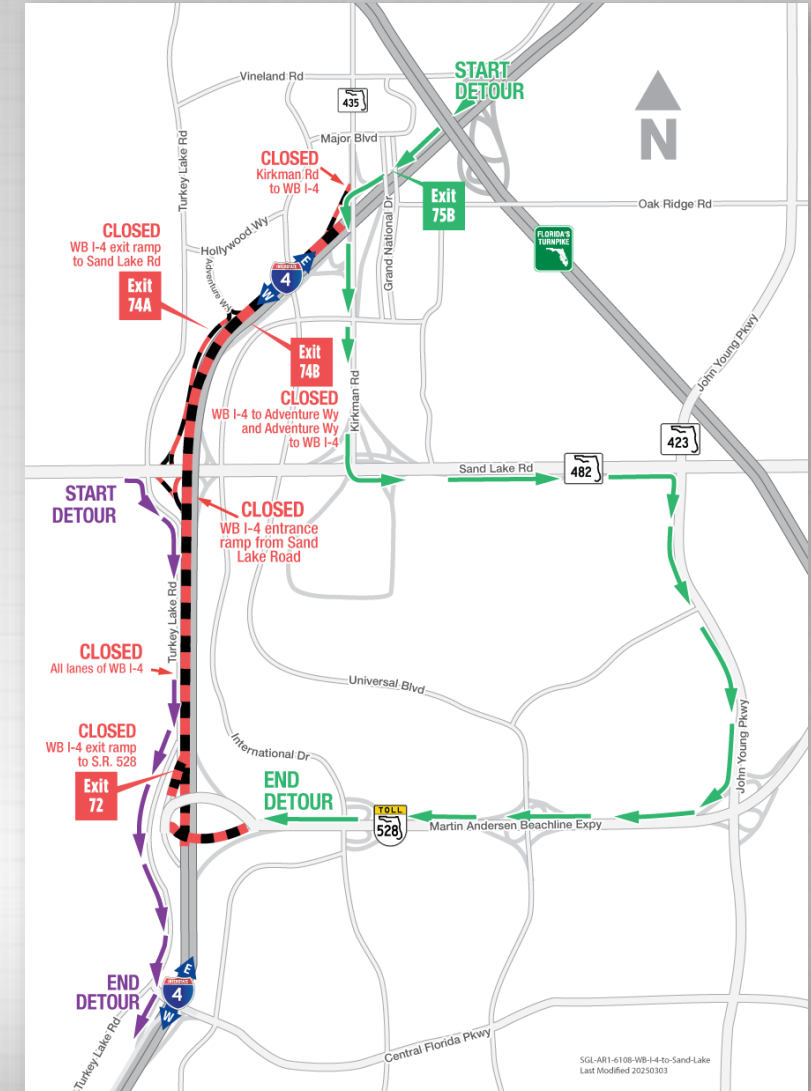 START
DETOUR
Vineland Rd
435
Major Blvd
CLOSED
Kirkman Rd
to WB I-4
Turkey Lake Rd
N
Exit
75B
Oak Ridge Rd
Grand National Dr
CLOSED
WB I-4 exit ramp
to Sand Lake Rd
Exit
74A
Hollywood Wy
Adventure Wy
FLORIDA'S
TURNPIKE
E
INTERSTATE
4
W
Exit
74B
CLOSED
WB I-4 to Adventure Wy
and Adventure Wy
to WB I-4
Kirkman Rd
John Young Pkwy
423
Sand Lake Rd
482
START
DETOUR
CLOSED
WB I-4 entrance
ramp from Sand
Lake Road
Turkey Lake Rd
CLOSED
All lanes of WB I-4
Universal Blvd
CLOSED
WB I-4 exit ramp
to S.R. 528
Exit
72
International Dr
John Young Pkwy
END
DETOUR
TOLL
528
Martin Andersen Beachline Expy
END
DETOUR
E
INTERSTATE
4
W
Turkey Lake Rd
Central Florida Pkwy
SGL-AR1-6108-WB-I-4-to-Sand-Lake
Last Modified 20250303